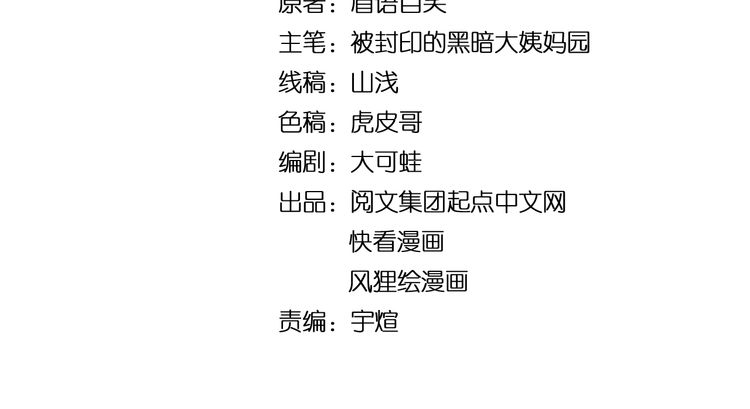 原著：眉语白关
主笔：被封印的黑暗大姨妈园
线稿：山浅
色稿：虎皮哥
编剧：大可蛙
出品：阅文集团起点中文网
快看漫画
风狸绘漫画
责编：宇煊